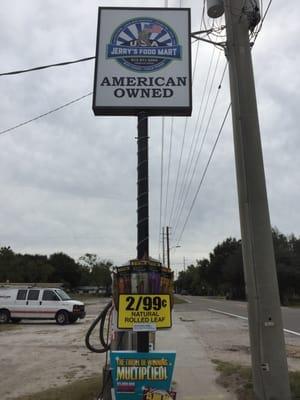 JERRY'S FOOD MART
AMERICAN
OWNED
2/99¢
NATURAL
ROLLED LEAF
MULTIPLIED!